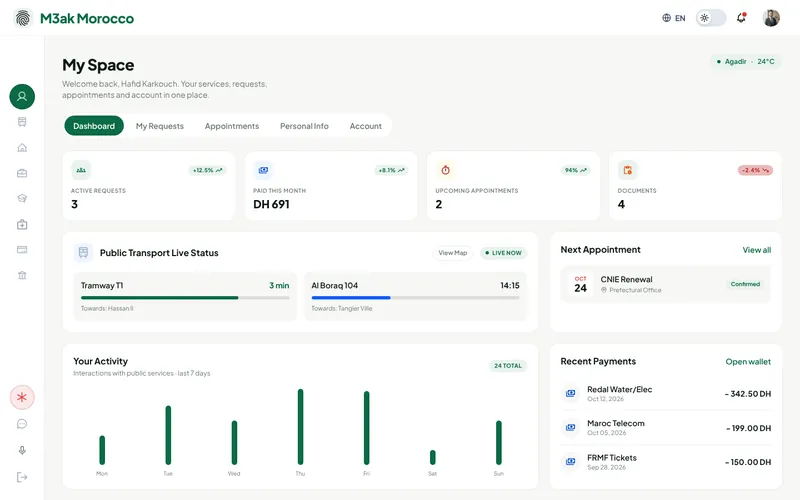 M3ak Morocco
EN
My Space
Welcome back, Hafid Karkouch. Your services, requests,
appointments and account in one place.
Agadir · 24°C
Dashboard
My Requests
Appointments
Personal Info
Account
+12.5%
ACTIVE REQUESTS
3
+8.1%
PAID THIS MONTH
DH 691
94%
UPCOMING APPOINTMENTS
2
-2.4%
DOCUMENTS
4
Public Transport Live Status
View Map
LIVE NOW
Tramway T1
3 min
Towards: Hassan II
Al Boraq 104
14:15
Towards: Tangier Ville
Next Appointment
View all
OCT
24
CNIE Renewal
Prefectural Office
Confirmed
Your Activity
Interactions with public services · last 7 days
24 TOTAL
Mon
Tue
Wed
Thu
Fri
Sat
Sun
Recent Payments
Open wallet
Redal Water/Elec
Oct 12, 2026
- 342.50 DH
Maroc Telecom
Oct 05, 2026
- 199.00 DH
FRMF Tickets
Sep 28, 2026
- 150.00 DH